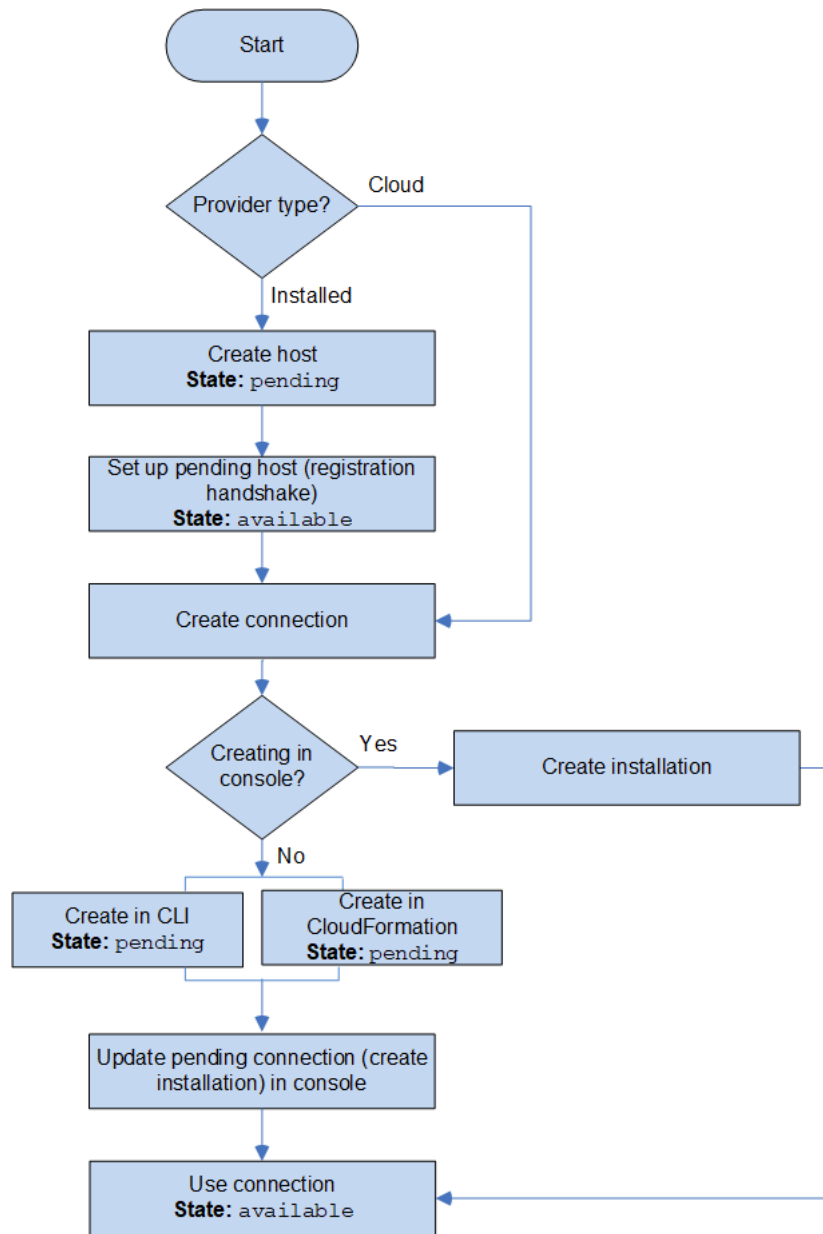 Start
Provider type?
Cloud
Installed
Create host
State: pending
Set up pending host (registration
handshake)
State: available
Create connection
Creating in
console?
Yes
Create installation
No
Create in CLI
State: pending
Create in
CloudFormation
State: pending
Update pending connection (create
installation) in console
Use connection
State: available